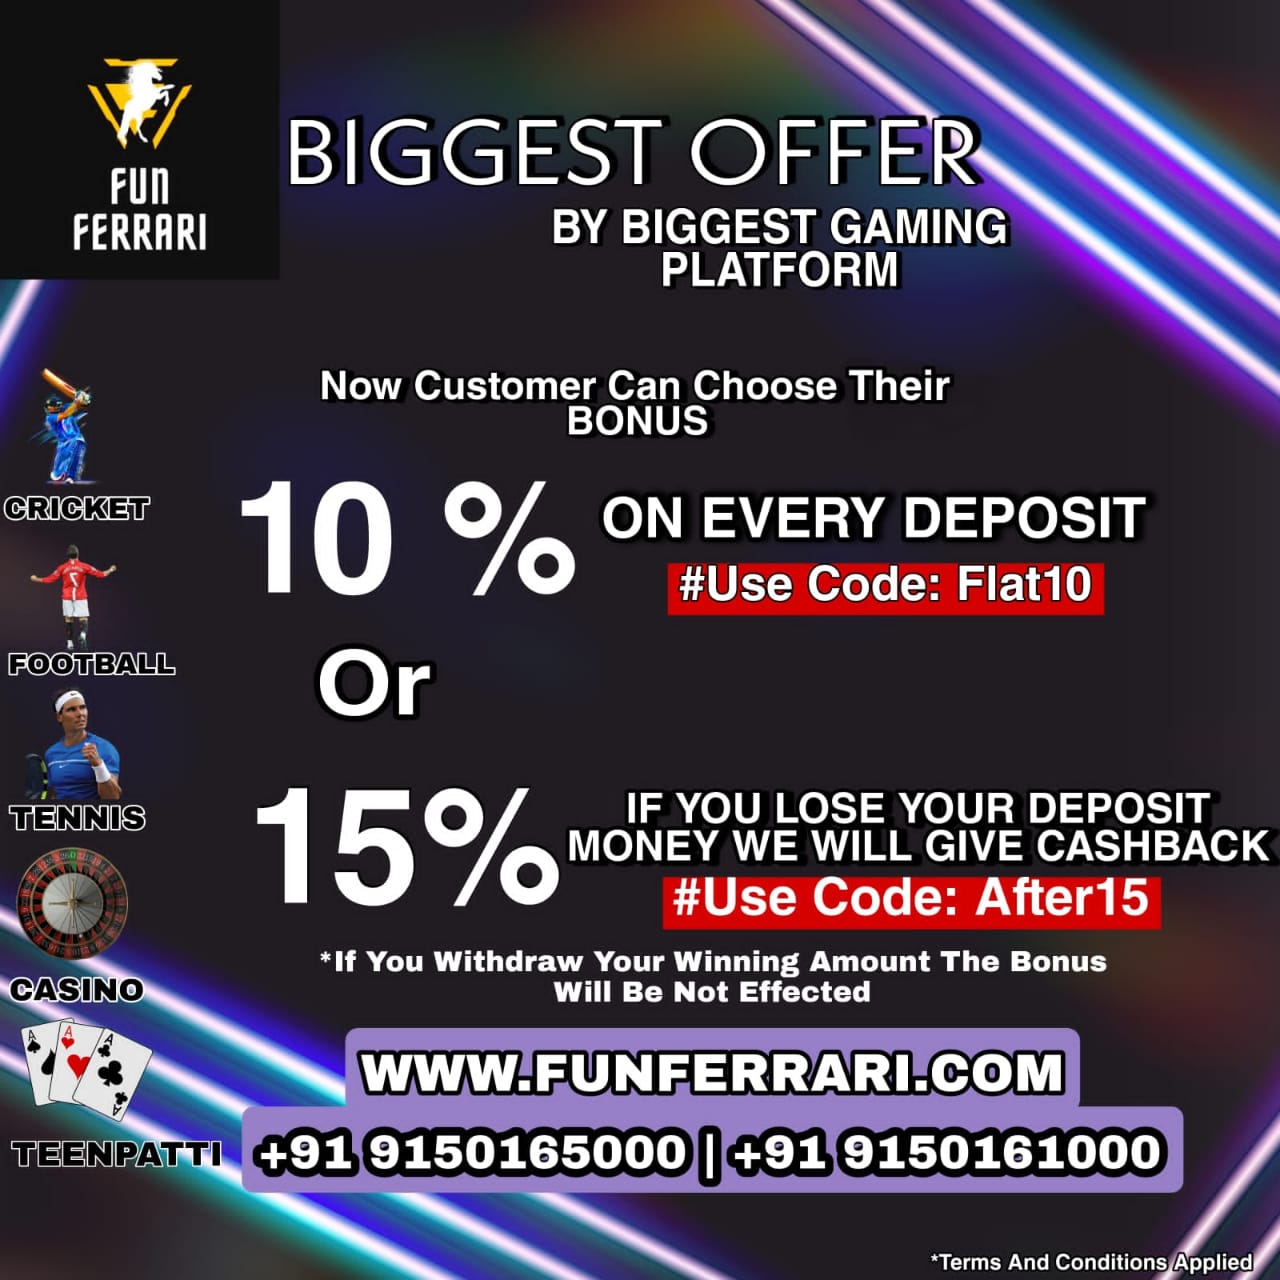 FUN
FERRARI
BIGGEST OFFER
BY BIGGEST GAMING
PLATFORM
Now Customer Can Choose Their
BONUS
CRICKET
10 %
ON EVERY DEPOSIT
#Use Code: Flat10
FOOTBALL
Or
TENNIS
15%
IF YOU LOSE YOUR DEPOSIT
MONEY WE WILL GIVE CASHBACK
#Use Code: After15
*If You Withdraw Your Winning Amount The Bonus
Will Be Not Effected
CASINO
WWW.FUNFERRARI.COM
TEENPATTI
+91 9150165000 | +91 9150161000
*Terms And Conditions Applied